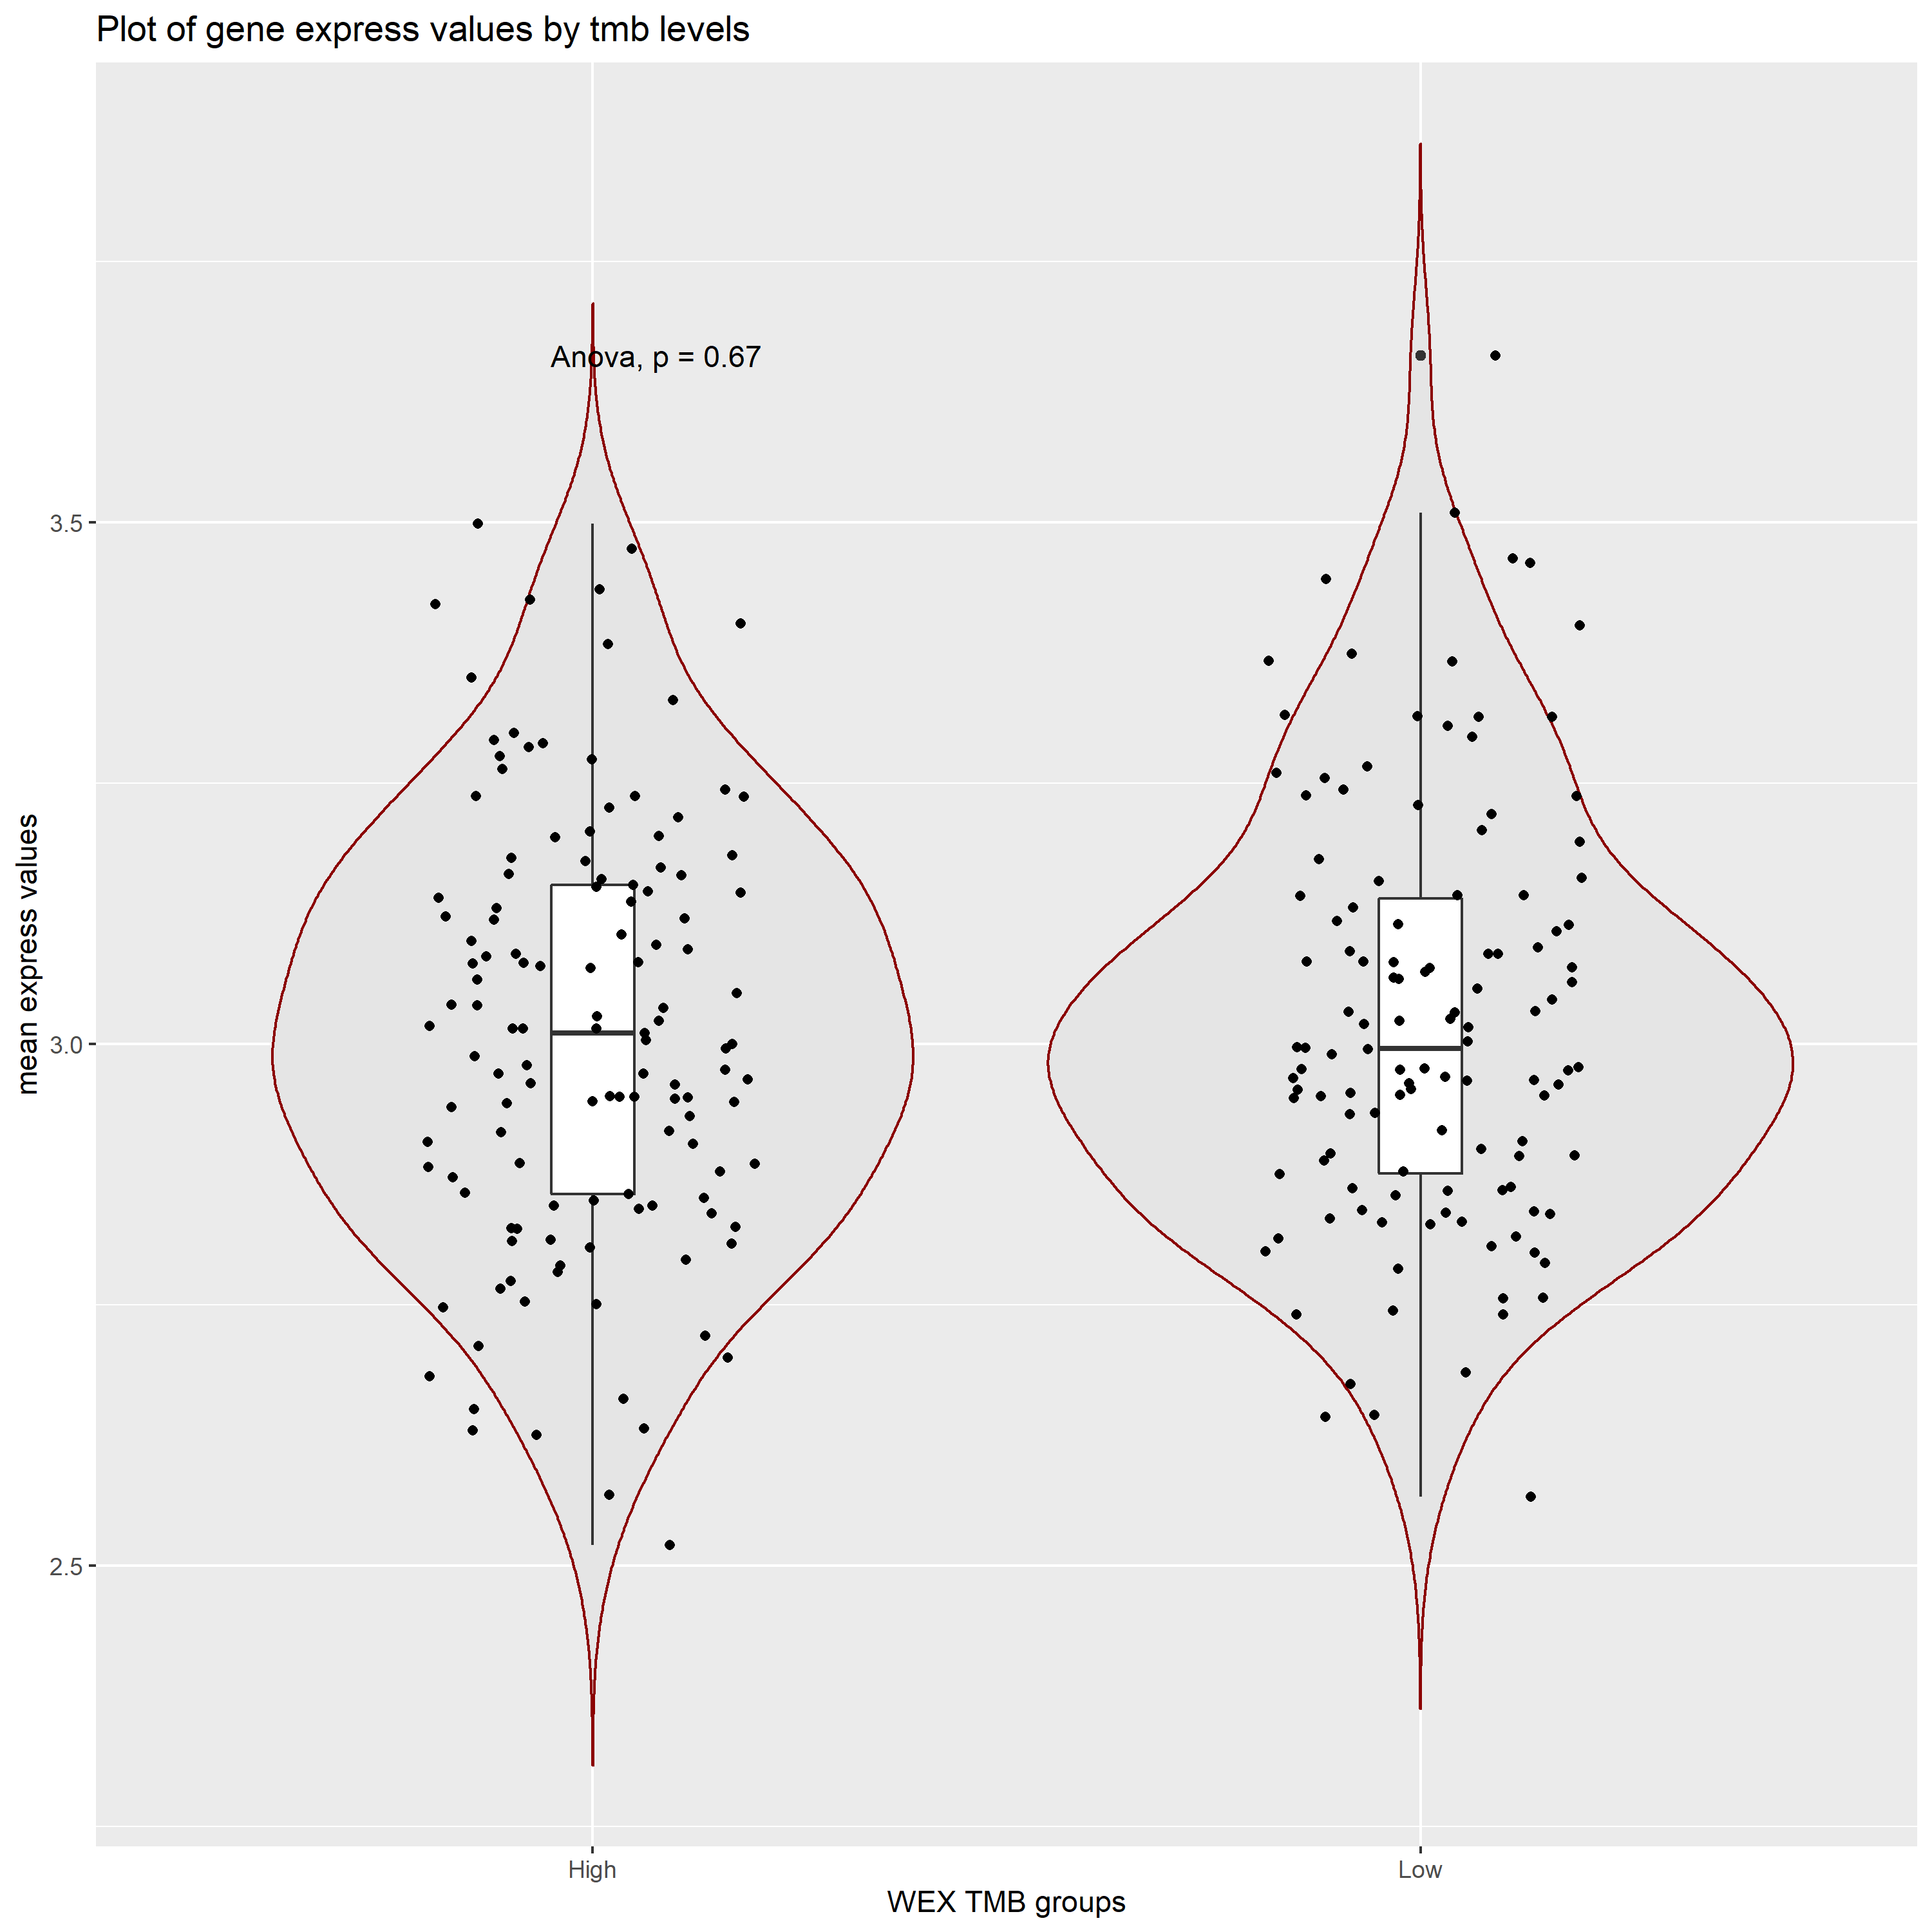 Plot of gene express values by tmb levels
Anova, p = 0.67
3.5
3.0
2.5
mean express values
High
Low
WEX TMB groups